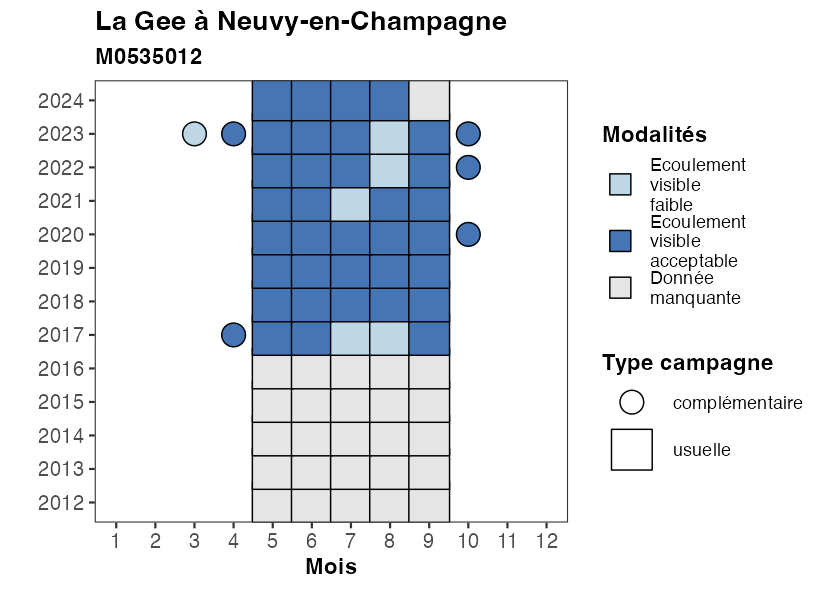 La Gee à Neuvy-en-Champagne
M0535012
2024
2023
2022
2021
2020
2019
2018
2017
2016
2015
2014
2013
2012
1 2 3 4 5 6 7 8 9 10 11 12
Mois
Modalités
Ecoulement
visible
faible
Ecoulement
visible
acceptable
Donnée
manquante
Type campagne
complémentaire
usuelle